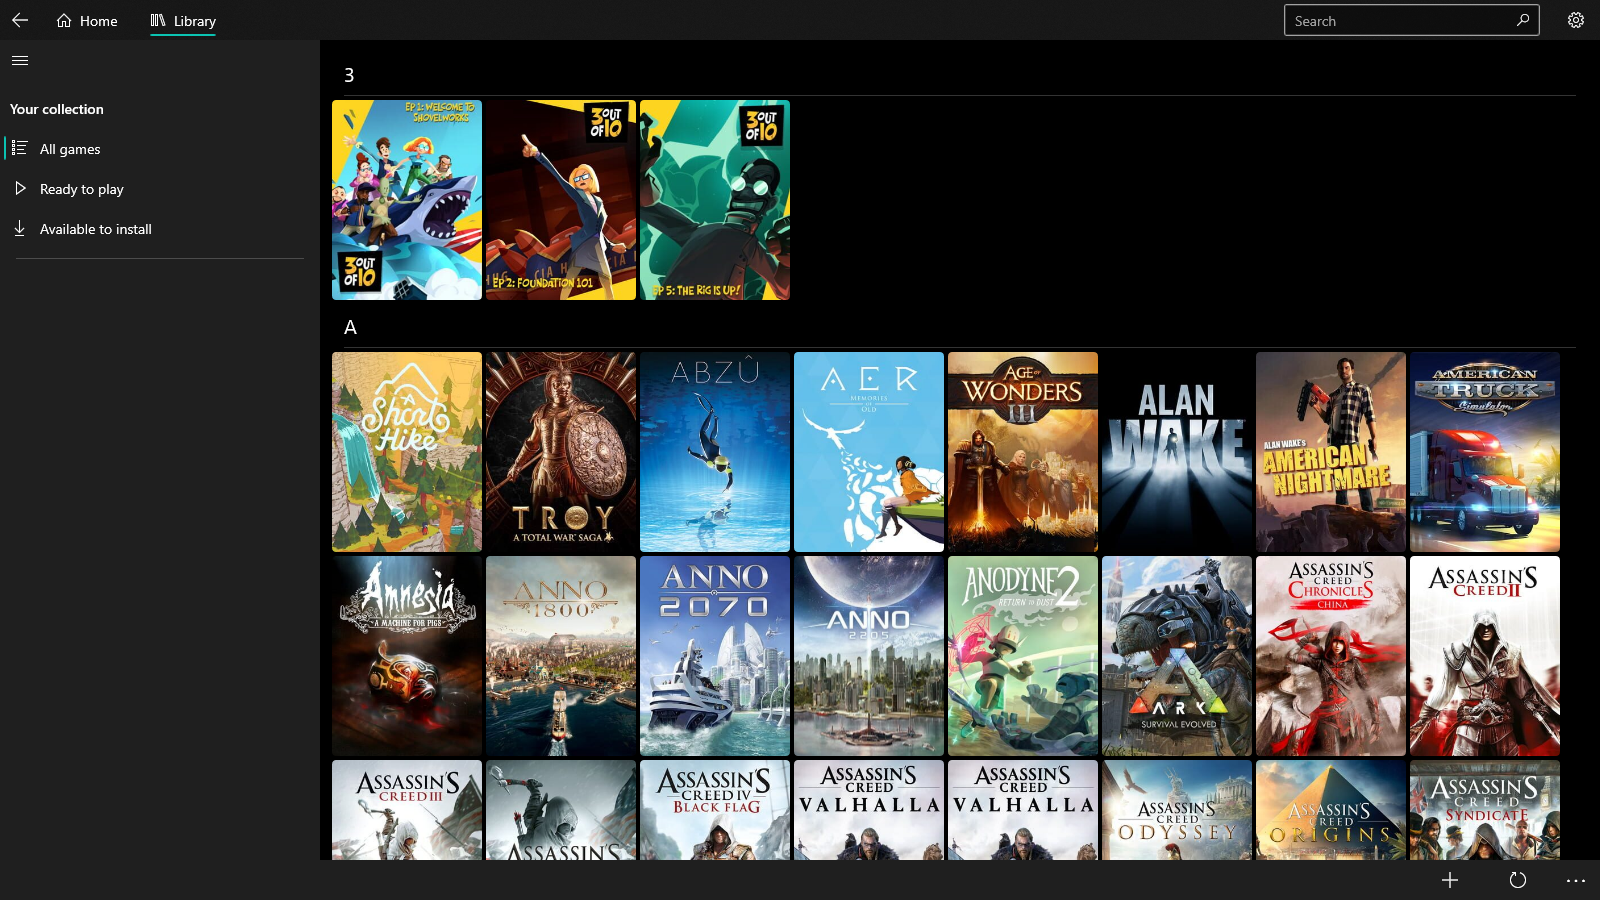 Home
Library
Search
Your collection
All games
Ready to play
Available to install
3
EP 1: WELCOME TO
SHOVELWORKS
3 OUT
OF 10
3 OUT
OF 10
EP 2: FOUNDATION 101
3 OUT
OF 10
EP 5: THE RIG IS UP!
A
A
Short
Hike
TROY
A TOTAL WAR SAGA
ABZÛ
AER
MEMORIES
OF
OLD
AGE OF
WONDERS
III
ALAN
WAKE
ALAN WAKE'S
AMERICAN
NIGHTMARE
AMERICAN
TRUCK
Simulator
Amnesia
A MACHINE FOR PIGS
ANNO
1800
ANNO
2070
ANNO
2205
ANODYNE 2
RETURN TO DUST
ARK
SURVIVAL EVOLVED
ASSASSIN'S
CREED
CHRONICLES
CHINA
ASSASSIN'S
CREED II
ASSASSIN'S
CREED III
ASSASSIN'S
ASSASSIN'S
CREED IV
BLACK FLAG
ASSASSIN'S
CREED
VALHALLA
ASSASSIN'S
CREED
VALHALLA
ASSASSIN'S
CREED
ODYSSEY
ASSASSIN'S
CREED
ORIGINS
ASSASSIN'S
CREED
SYNDICATE